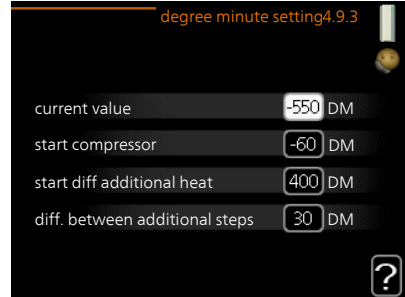 degree minute setting4.9.3
current value -550 DM
start compressor -60 DM
start diff additional heat 400 DM
diff. between additional steps 30 DM
?